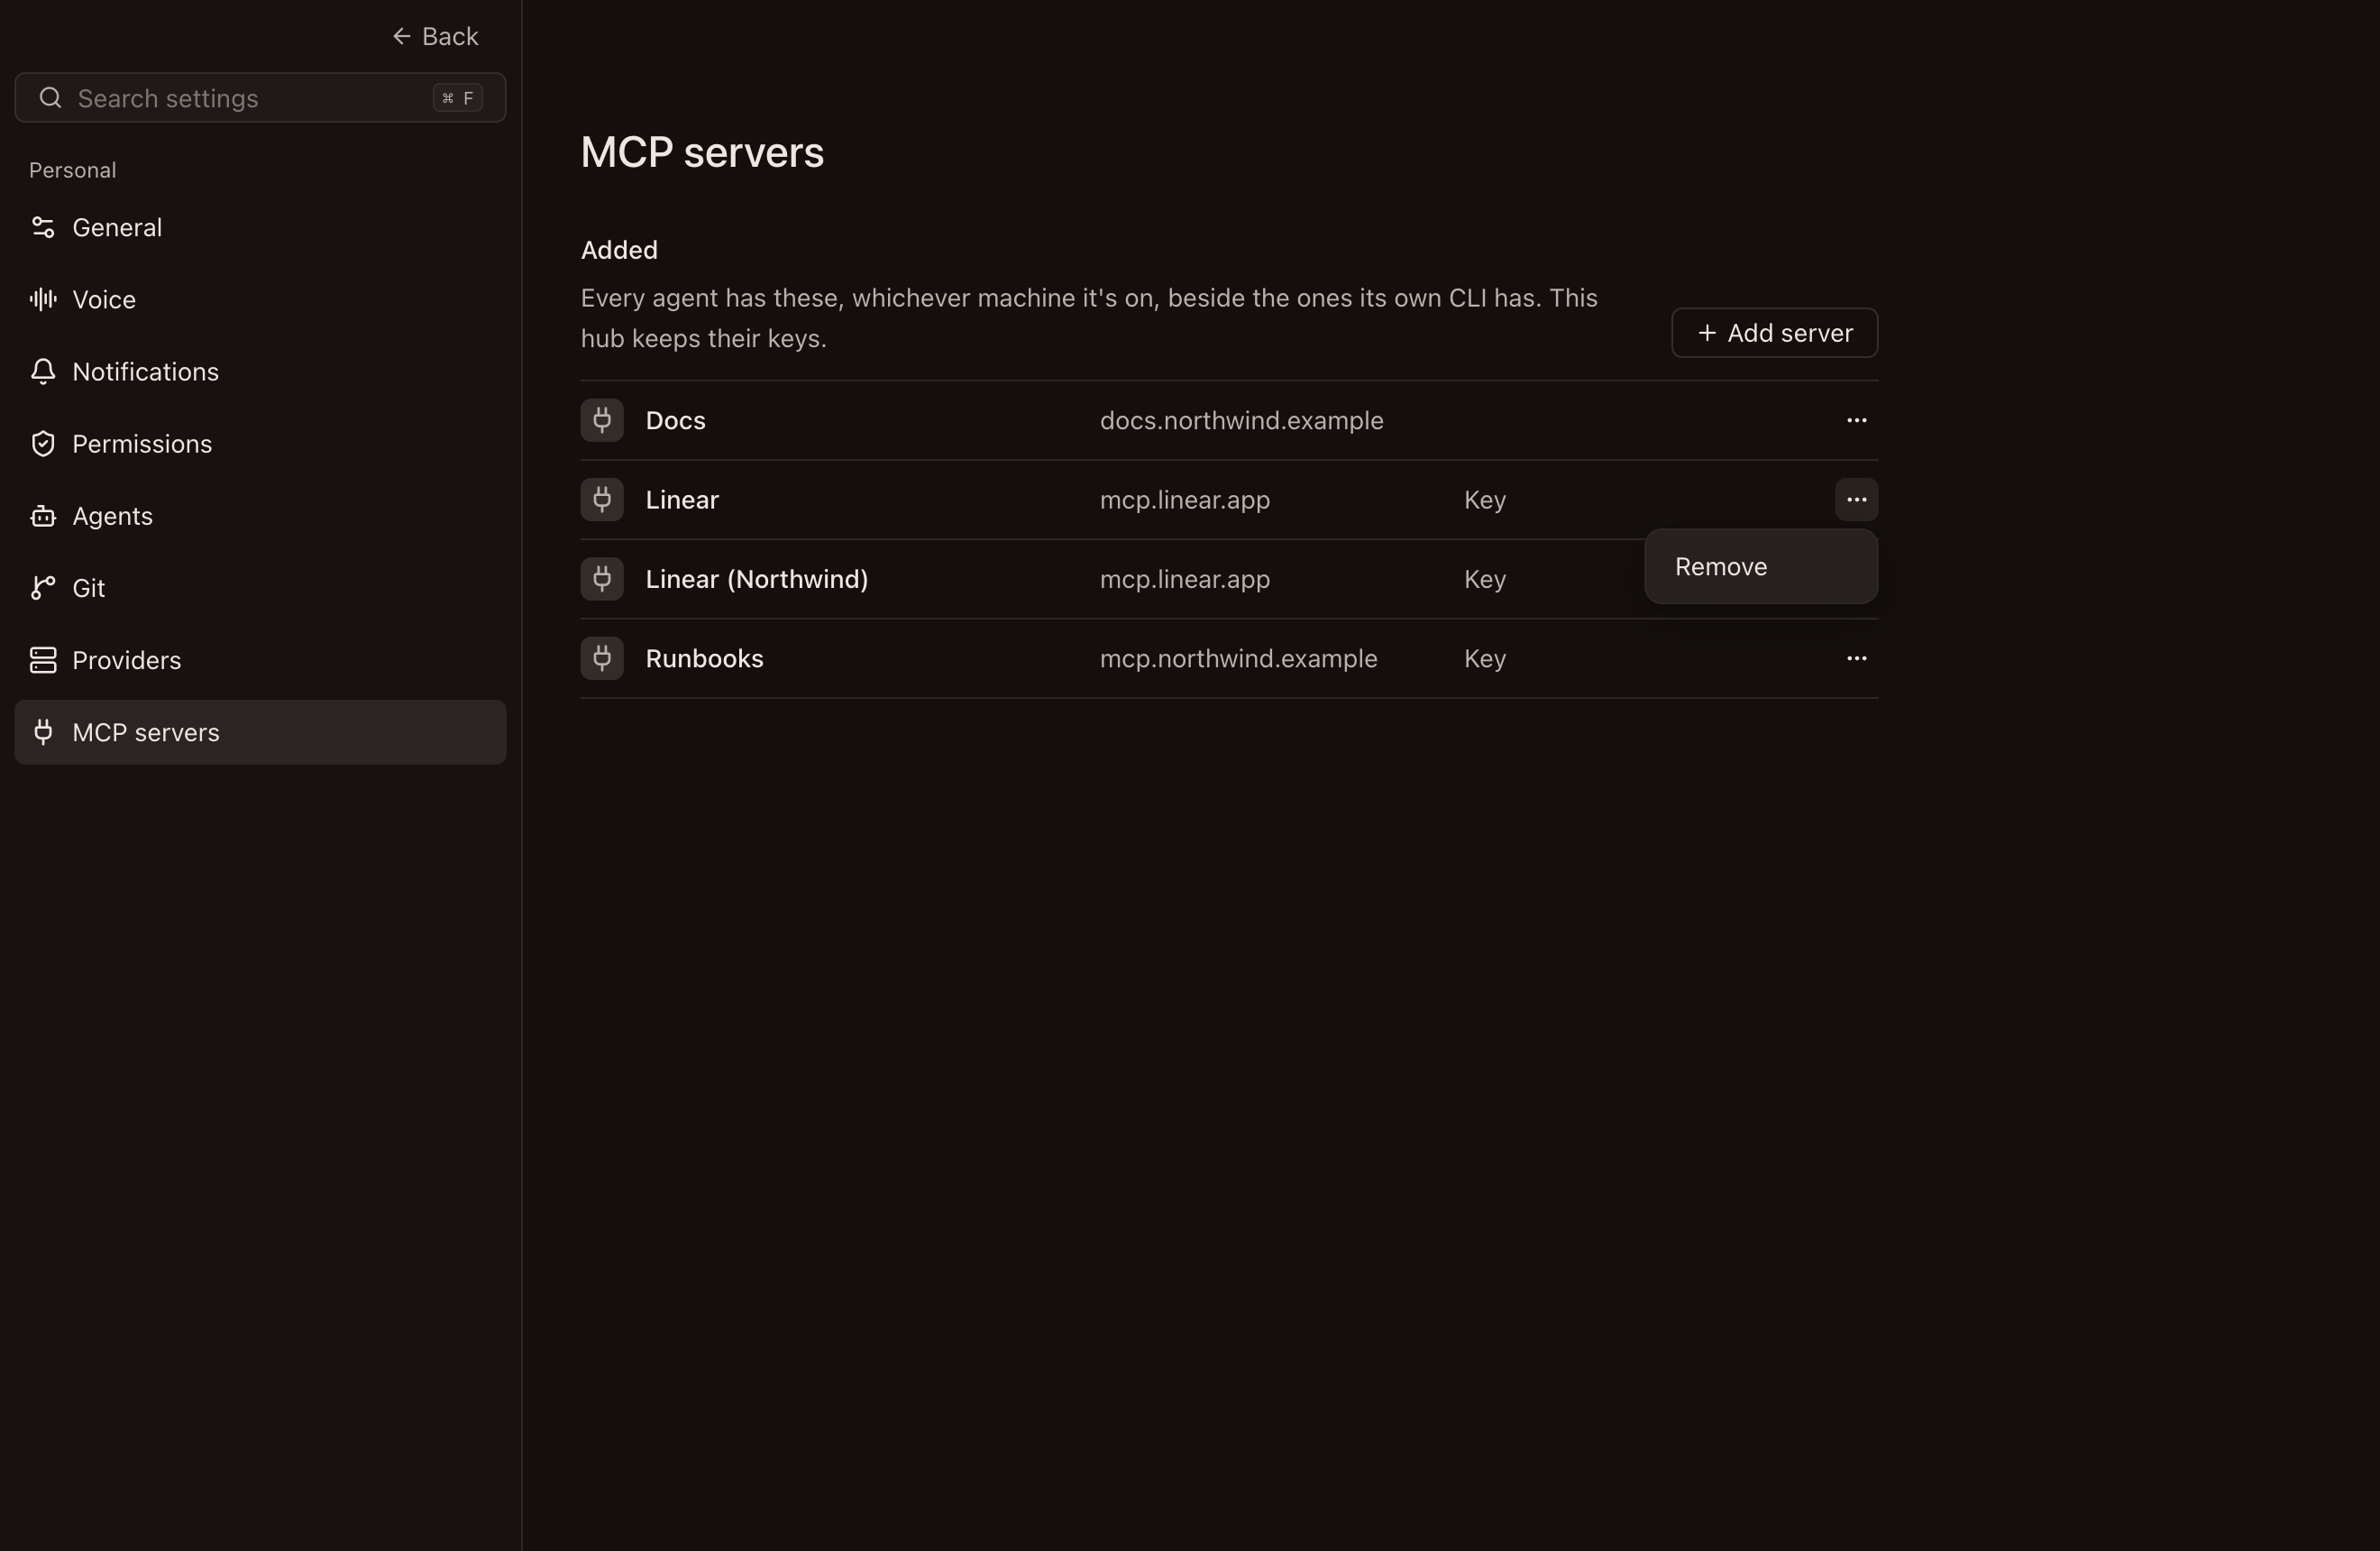 Back
Search settings
⌘ F
Personal
General
Voice
Notifications
Permissions
Agents
Git
Providers
MCP servers
MCP servers
Added
Every agent has these, whichever machine it's on, beside the ones its own CLI has. This
hub keeps their keys.
Add server
Docs docs.northwind.example
Linear mcp.linear.app Key
Remove
Linear (Northwind) mcp.linear.app Key
Runbooks mcp.northwind.example Key